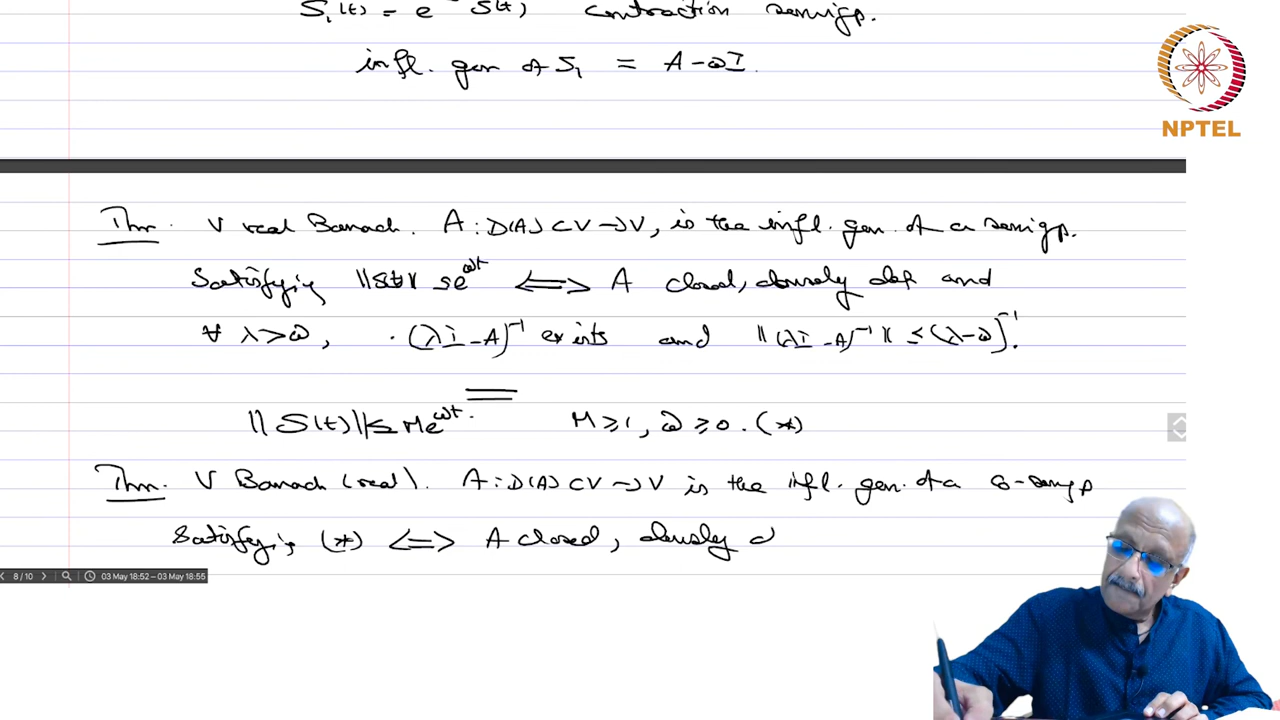 S₁(t) = e S(t) contraction semigp.
infl. gen of S₁ = A-ωI.
NPTEL
Thm. V real Banach. A : D(A) ⊂ V → V, is the infl. gen. of a semigp.
Satisfying ||S(t)|| ≤ e^{ωt} ⟺ A closed, densely def and
∀ λ>ω, (λI-A)^{-1} exists and ||(λI-A)^{-1}|| ≤ (λ-ω)^{-1}.
||S(t)|| ≤ Me^{ωt}. M ≥ 1, ω ≥ 0. (*)
Thm. V Banach (real). A : D(A) ⊂ V → V is the infl. gen. of a c₀-semigp
Satisfying (*) ⟺ A closed, densely d
8 / 10 03 May 18:52 – 03 May 18:55